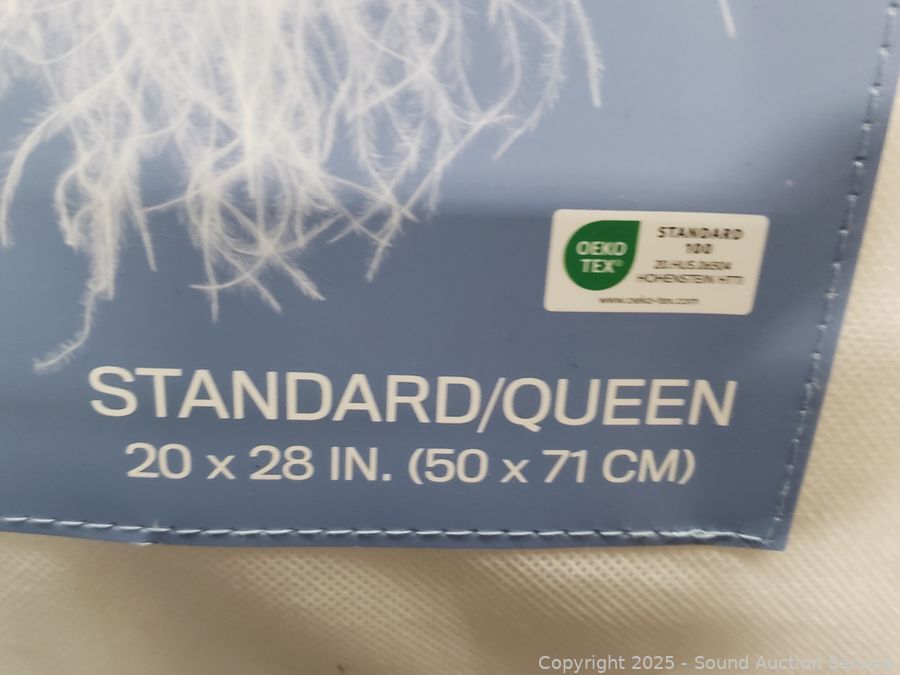 OEKO
TEX®
STANDARD
100
HOHENSTEIN HTTI
www.oeko-tex.com
STANDARD/QUEEN
20 x 28 IN. (50 x 71 CM)
Copyright 2025 - Sound Auction Service